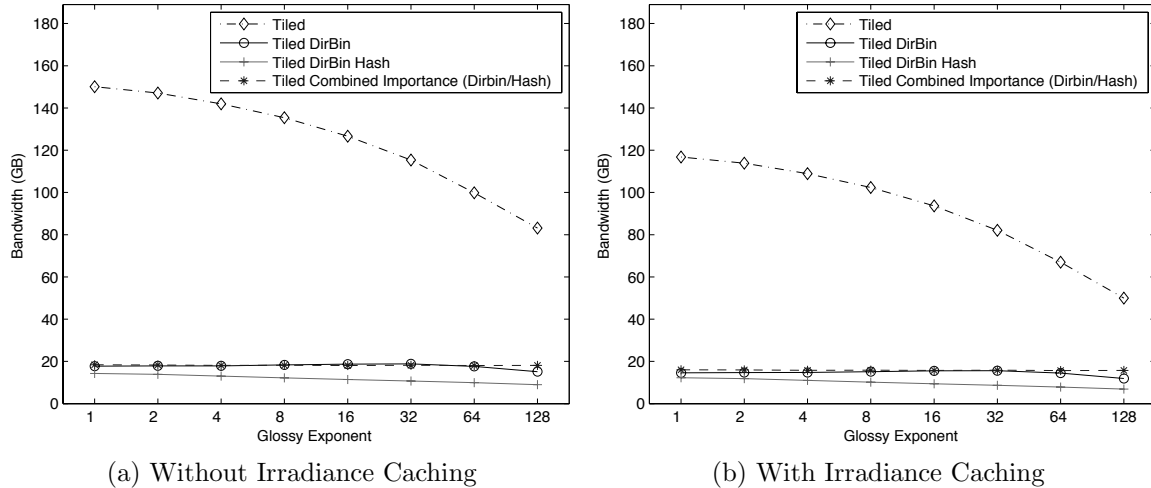 180
160
140
120
100
80
60
40
20
0
Bandwidth (GB)
Tiled
Tiled DirBin
Tiled DirBin Hash
Tiled Combined Importance (Dirbin/Hash)
1 2 4 8 16 32 64 128
Glossy Exponent
(a) Without Irradiance Caching
180
160
140
120
100
80
60
40
20
0
Bandwidth (GB)
Tiled
Tiled DirBin
Tiled DirBin Hash
Tiled Combined Importance (Dirbin/Hash)
1 2 4 8 16 32 64 128
Glossy Exponent
(b) With Irradiance Caching